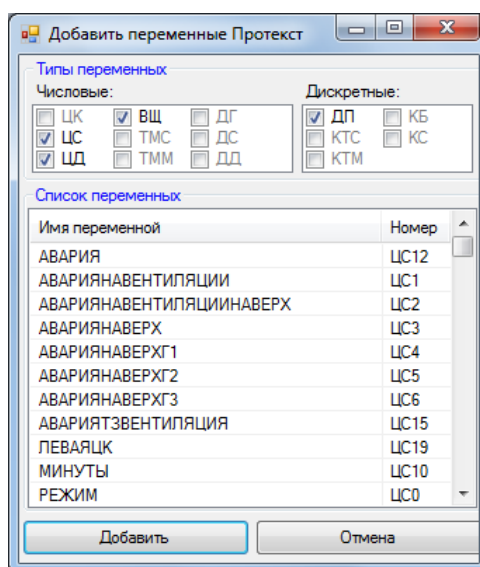 Добавить переменные Протекст
Типы переменных
Числовые: Дискретные:
ЦК ВЩ ДГ ДП КБ
ЦС ТМС ДС КТС КС
ЦД ТММ ДД КТМ
Список переменных
Имя переменной Номер
АВАРИЯ ЦС12
АВАРИЯНАВЕНТИЛЯЦИИ ЦС1
АВАРИЯНАВЕНТИЛЯЦИИНАВЕРХ ЦС2
АВАРИЯНАВЕРХ ЦС3
АВАРИЯНАВЕРХГ1 ЦС4
АВАРИЯНАВЕРХГ2 ЦС5
АВАРИЯНАВЕРХГ3 ЦС6
АВАРИЯТЗВЕНТИЛЯЦИЯ ЦС15
ЛЕВАЯЦК ЦС19
МИНУТЫ ЦС10
РЕЖИМ ЦС0
Добавить Отмена